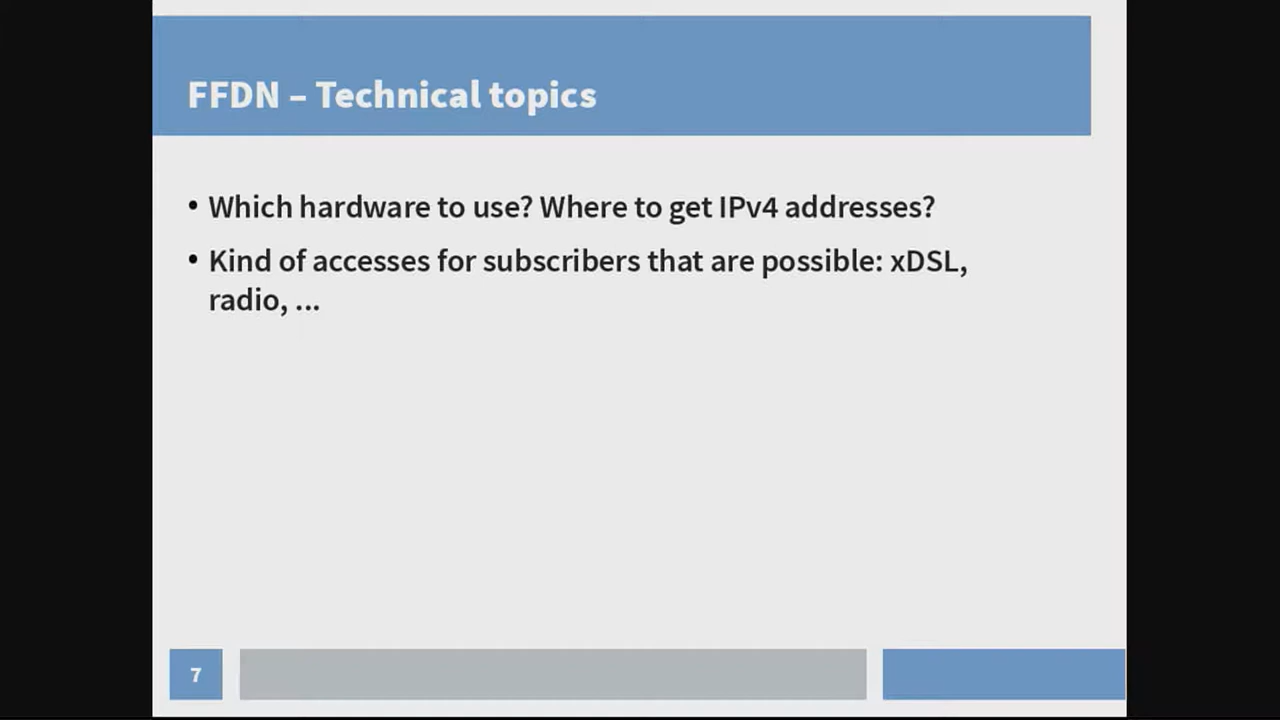 FFDN – Technical topics
• Which hardware to use? Where to get IPv4 addresses?
• Kind of accesses for subscribers that are possible: xDSL,
radio, ...
7